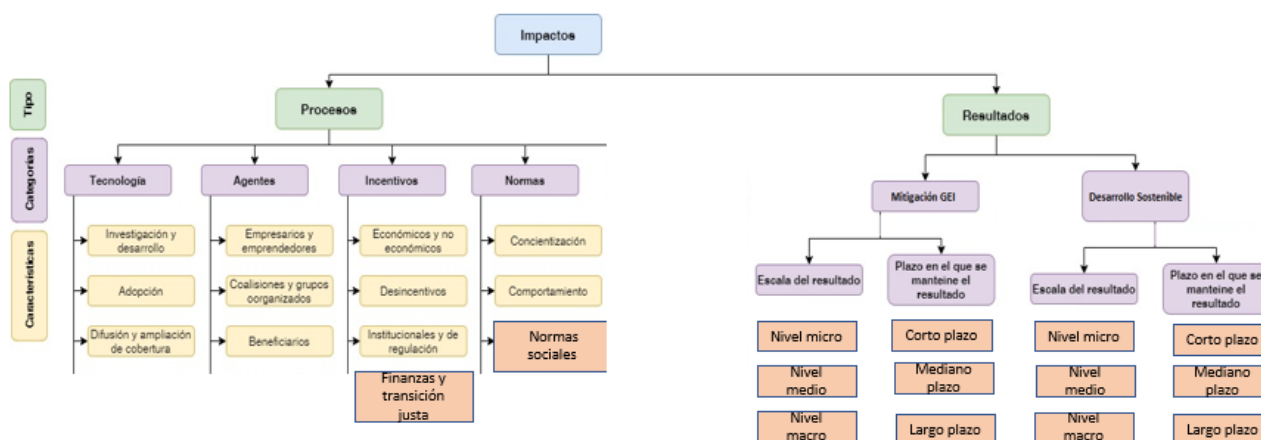 Impactos
Tipo
Procesos
Resultados
Categorías
Tecnología
Agentes
Incentivos
Normas
Mitigación GEI
Desarrollo Sostenible
Características
Investigación y
desarrollo
Empresarios y
emprendedores
Económicos y no
económicos
Concientización
Adopción
Coalisiones y grupos
oorganizados
Desincentivos
Comportamiento
Difusión y ampliación
de cobertura
Beneficiarios
Institucionales y de
regulación
Normas
sociales
Finanzas y
transición
justa
Escala del resultado
Plazo en el que se
manteine el
resultado
Escala del resultado
Plazo en el que se
manteine el
resultado
Nivel micro
Corto plazo
Nivel micro
Corto plazo
Nivel
medio
Mediano
plazo
Nivel
medio
Mediano
plazo
Nivel
macro
Largo plazo
Nivel
macro
Largo plazo